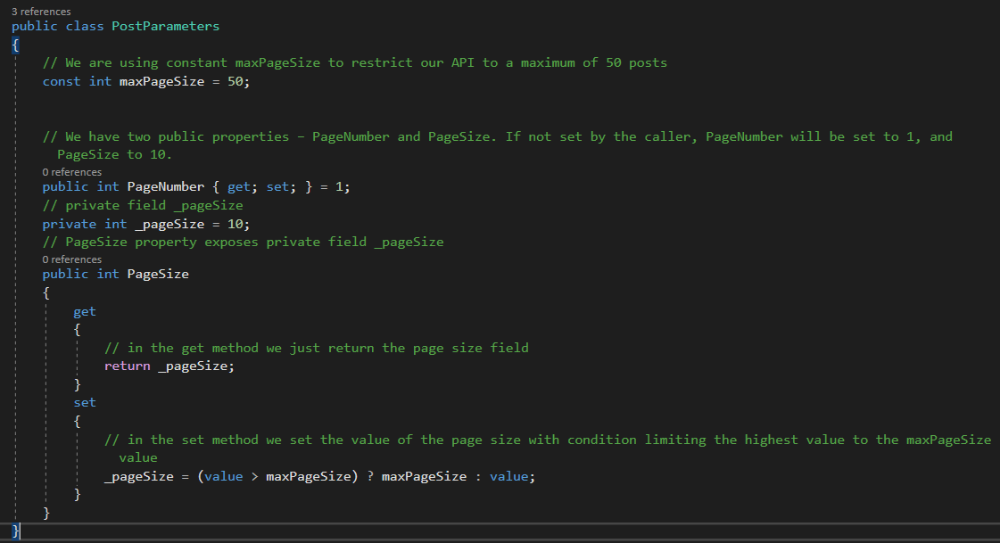 3 references
public class PostParameters
{
// We are using constant maxPageSize to restrict our API to a maximum of 50 posts
const int maxPageSize = 50;
// We have two public properties – PageNumber and PageSize. If not set by the caller, PageNumber will be set to 1, and
PageSize to 10.
0 references
public int PageNumber { get; set; } = 1;
// private field _pageSize
private int _pageSize = 10;
// PageSize property exposes private field _pageSize
0 references
public int PageSize
{
get
{
// in the get method we just return the page size field
return _pageSize;
}
set
{
// in the set method we set the value of the page size with condition limiting the highest value to the maxPageSize
value
_pageSize = (value > maxPageSize) ? maxPageSize : value;
}
}
}